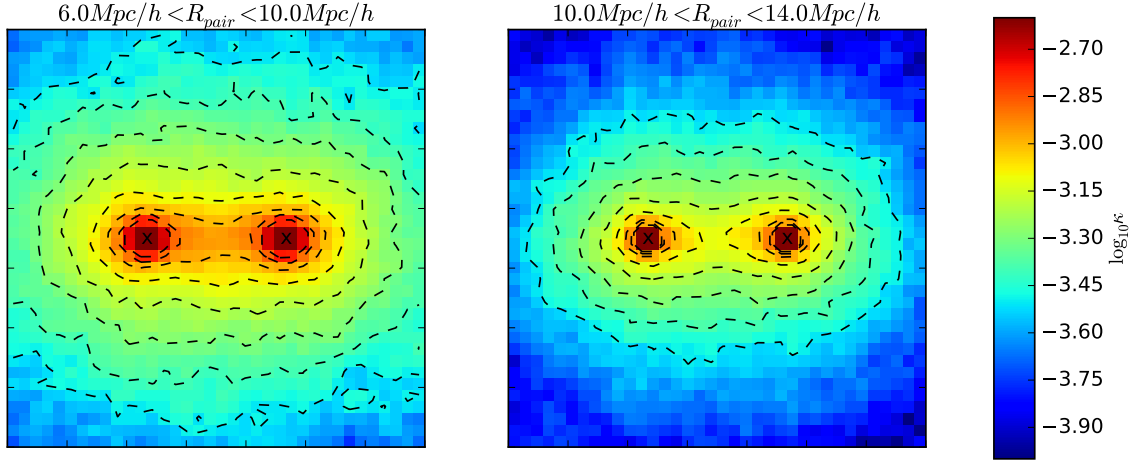 6.0Mpc/h<R_pair<10.0Mpc/h
10.0Mpc/h<R_pair<14.0Mpc/h
X X
X X
−2.70
−2.85
−3.00
−3.15
−3.30
−3.45
−3.60
−3.75
−3.90
log₁₀κ